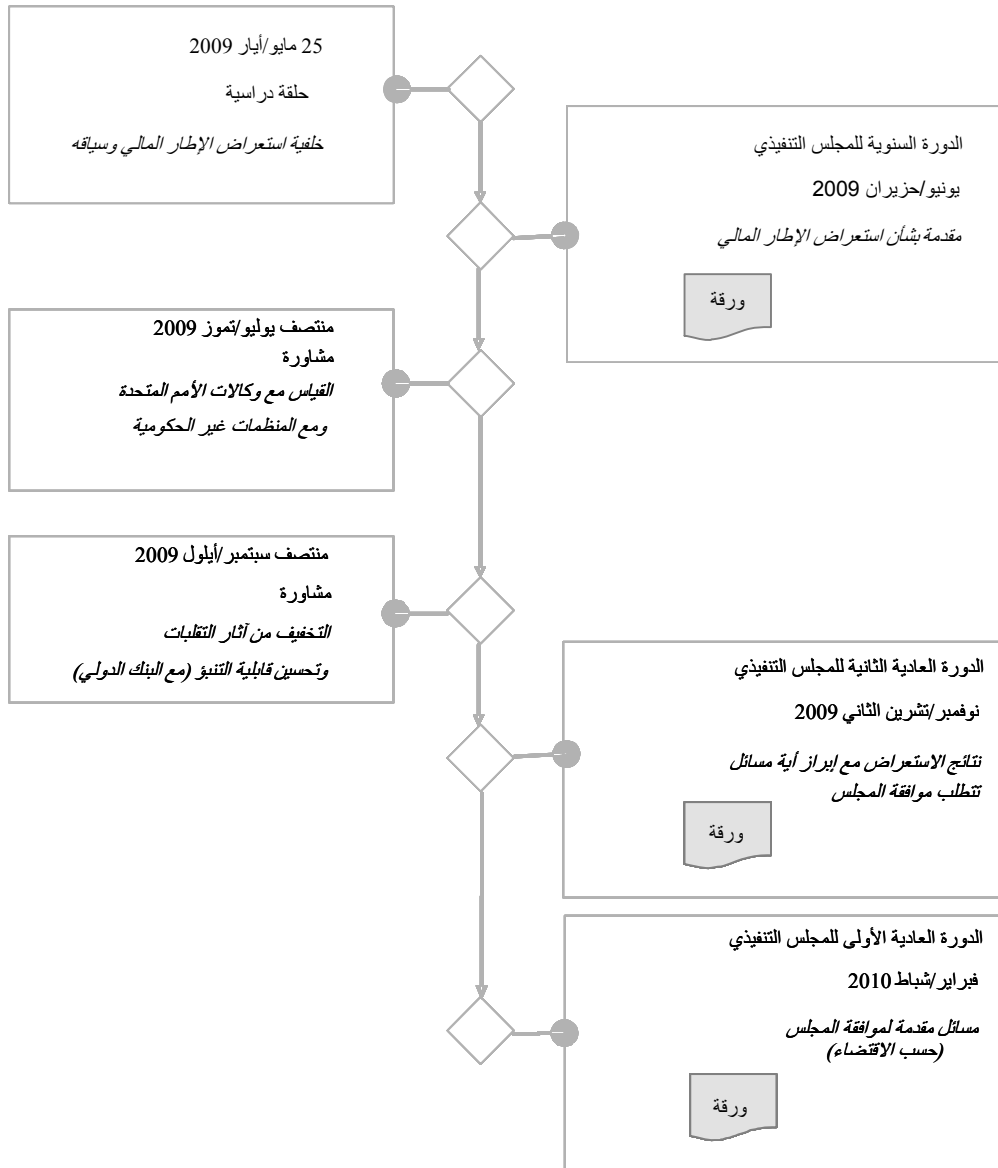 25 مايو/أيار 2009
حلقة دراسية
خلفية استعراض الإطار المالي وسياقه
الدورة السنوية للمجلس التنفيذي
يونيو/حزيران 2009
مقدمة بشأن استعراض الإطار المالي
ورقة
منتصف يوليو/تموز 2009
مشاورة
القياس مع وكالات الأمم المتحدة
ومع المنظمات غير الحكومية
منتصف سبتمبر/أيلول 2009
مشاورة
التخفيف من آثار التقلبات
وتحسين قابلية التنبؤ (مع البنك الدولي)
الدورة العادية الثانية للمجلس التنفيذي
نوفمبر/تشرين الثاني 2009
نتائج الاستعراض مع إبراز أية مسائل
تتطلب موافقة المجلس
ورقة
الدورة العادية الأولى للمجلس التنفيذي
فبراير/شباط 2010
مسائل مقدمة لموافقة المجلس
(حسب الاقتضاء)
ورقة